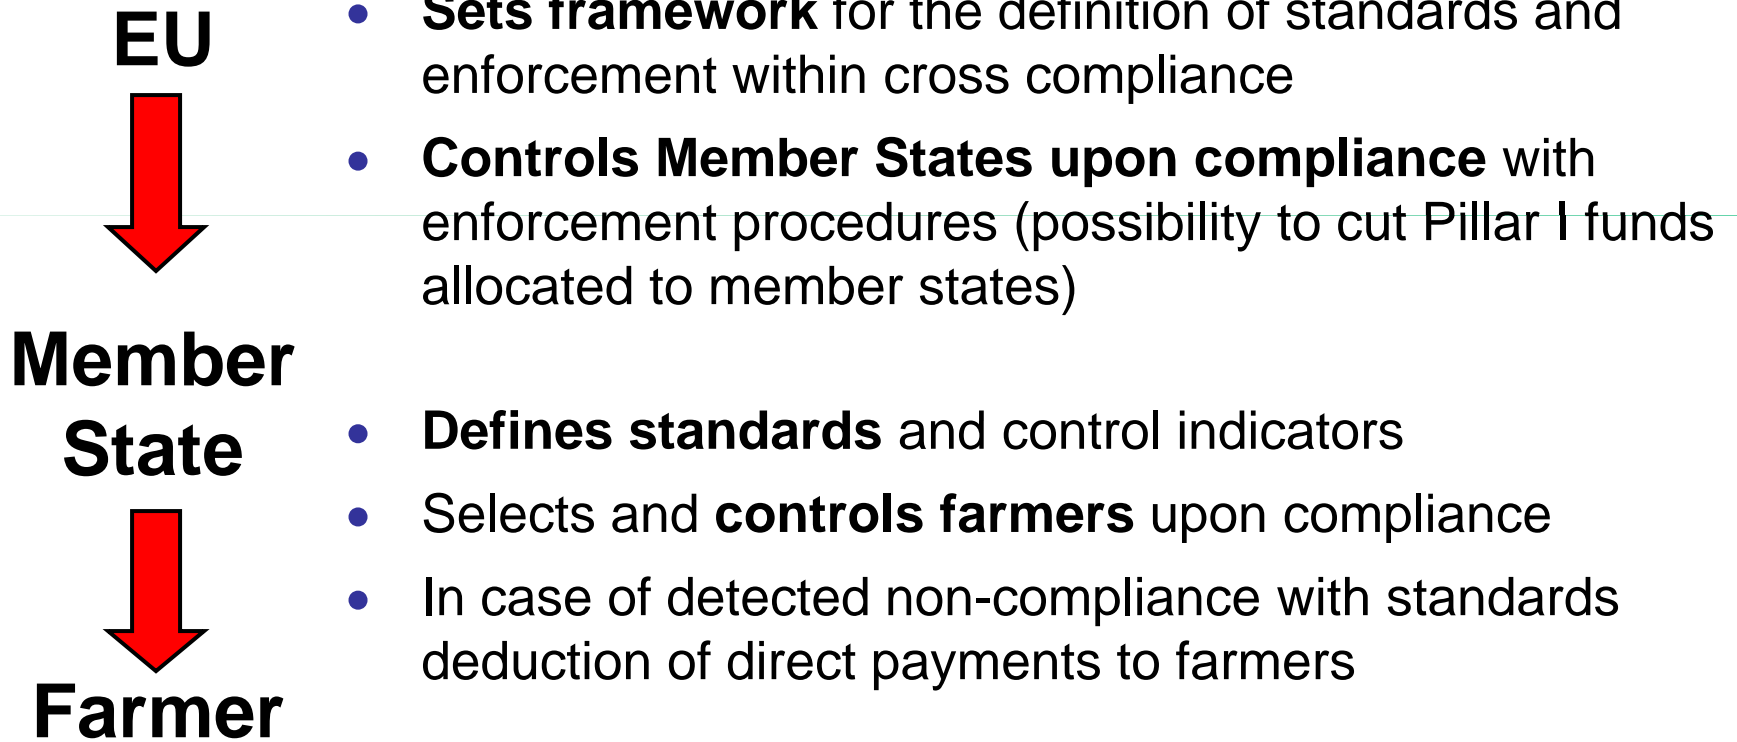 EU
• Sets framework for the definition of standards and
enforcement within cross compliance
• Controls Member States upon compliance with
enforcement procedures (possibility to cut Pillar I funds
allocated to member states)
Member
State
• Defines standards and control indicators
• Selects and controls farmers upon compliance
• In case of detected non-compliance with standards
deduction of direct payments to farmers
Farmer